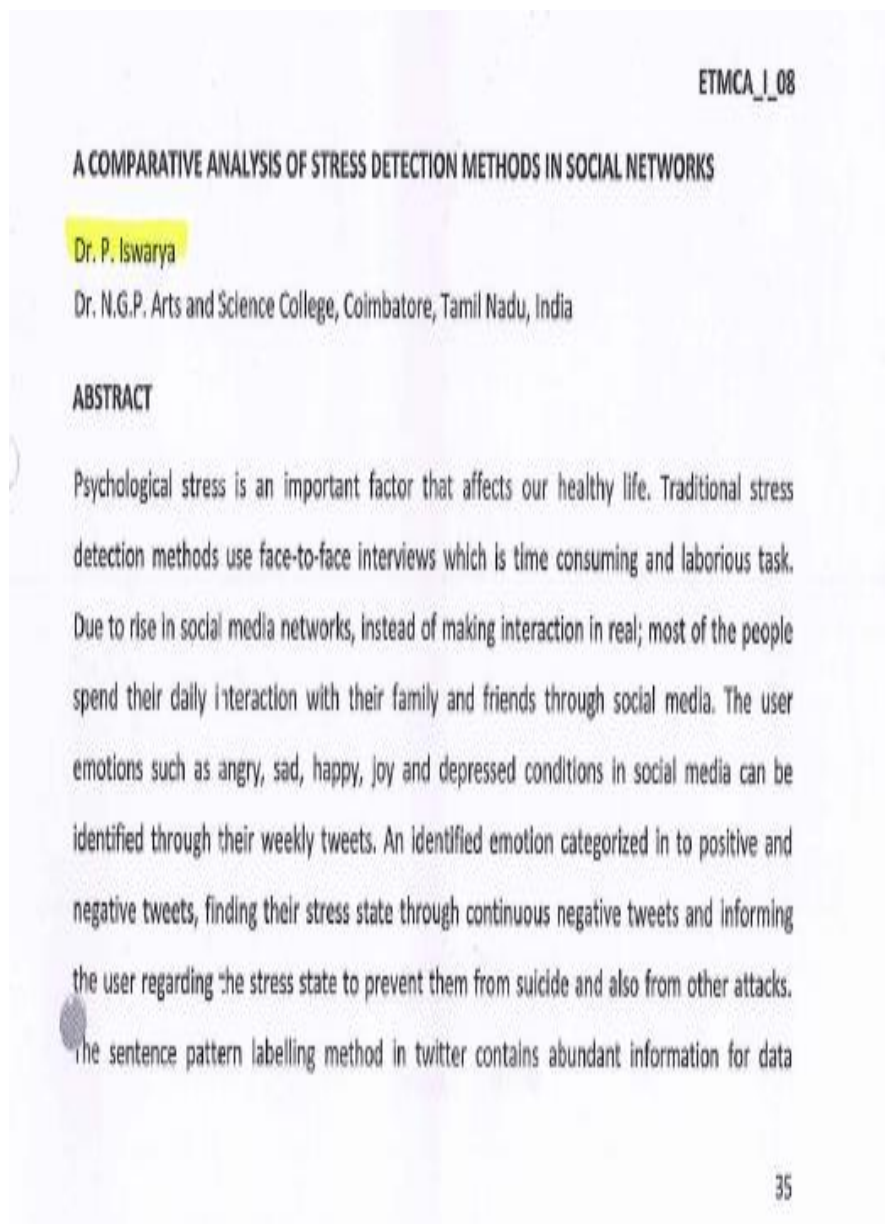 ETMCA_I_08
A COMPARATIVE ANALYSIS OF STRESS DETECTION METHODS IN SOCIAL NETWORKS
Dr. P. Iswarya
Dr. N.G.P. Arts and Science College, Coimbatore, Tamil Nadu, India
ABSTRACT
Psychological stress is an important factor that affects our healthy life. Traditional stress
detection methods use face-to-face interviews which is time consuming and laborious task.
Due to rise in social media networks, instead of making interaction in real; most of the people
spend their daily interaction with their family and friends through social media. The user
emotions such as angry, sad, happy, joy and depressed conditions in social media can be
identified through their weekly tweets. An identified emotion categorized in to positive and
negative tweets, finding their stress state through continuous negative tweets and informing
the user regarding the stress state to prevent them from suicide and also from other attacks.
The sentence pattern labelling method in twitter contains abundant information for data
35